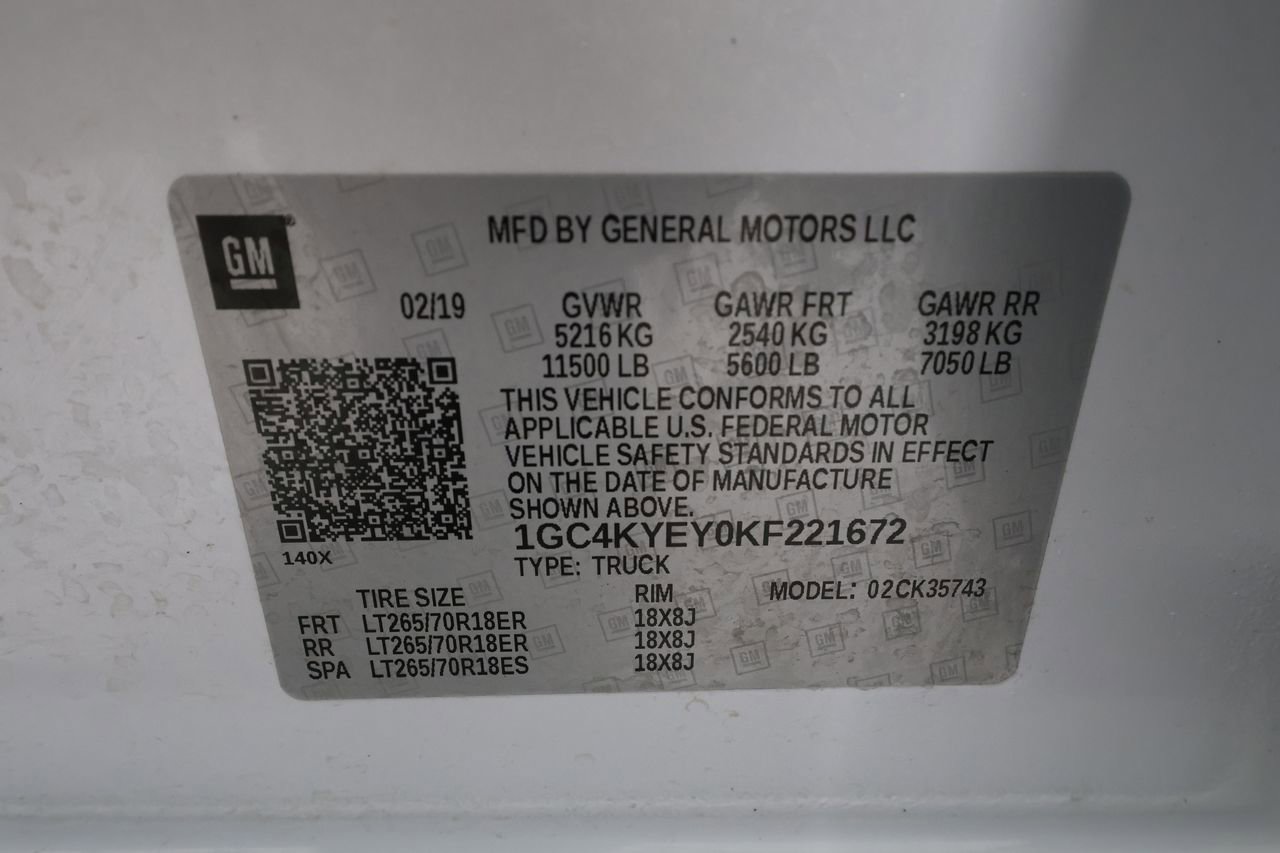 GM®
MFD BY GENERAL MOTORS LLC
02/19 GVWR GAWR FRT GAWR RR
5216 KG 2540 KG 3198 KG
11500 LB 5600 LB 7050 LB
THIS VEHICLE CONFORMS TO ALL
APPLICABLE U.S. FEDERAL MOTOR
VEHICLE SAFETY STANDARDS IN EFFECT
ON THE DATE OF MANUFACTURE
SHOWN ABOVE.
1GC4KYEY0KF221672
140X
TYPE: TRUCK
MODEL: 02CK35743
TIRE SIZE RIM
FRT LT265/70R18ER 18X8J
RR LT265/70R18ER 18X8J
SPA LT265/70R18ES 18X8J